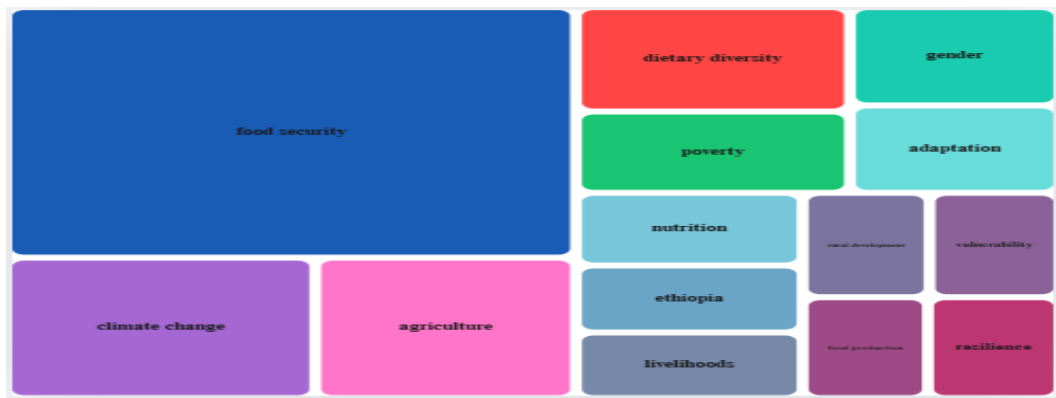 food security
climate change
agriculture
dietary diversity
poverty
gender
adaptation
nutrition
ethiopia
livelihoods
rural development
vulnerability
food production
resilience